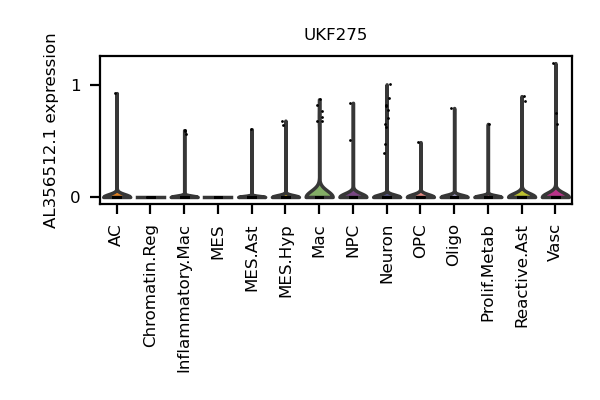 UKF275
AL356512.1 expression
1
0
AC
Chromatin.Reg
Inflammatory.Mac
MES
MES.Ast
MES.Hyp
Mac
NPC
Neuron
OPC
Oligo
Prolif.Metab
Reactive.Ast
Vasc